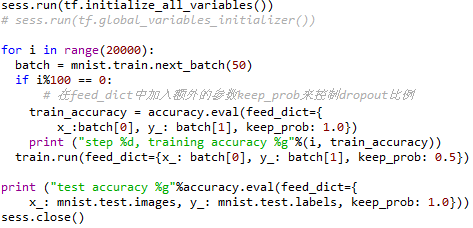 sess.run(tf.initialize_all_variables())
# sess.run(tf.global_variables_initializer())
for i in range(20000):
batch = mnist.train.next_batch(50)
if i%100 == 0:
# 在feed_dict中加入额外的参数keep_prob来控制dropout比例
train_accuracy = accuracy.eval(feed_dict={
x_:batch[0], y_: batch[1], keep_prob: 1.0})
print ("step %d, training accuracy %g"%(i, train_accuracy))
train.run(feed_dict={x_: batch[0], y_: batch[1], keep_prob: 0.5})
print ("test accuracy %g"%accuracy.eval(feed_dict={
x_: mnist.test.images, y_: mnist.test.labels, keep_prob: 1.0}))
sess.close()